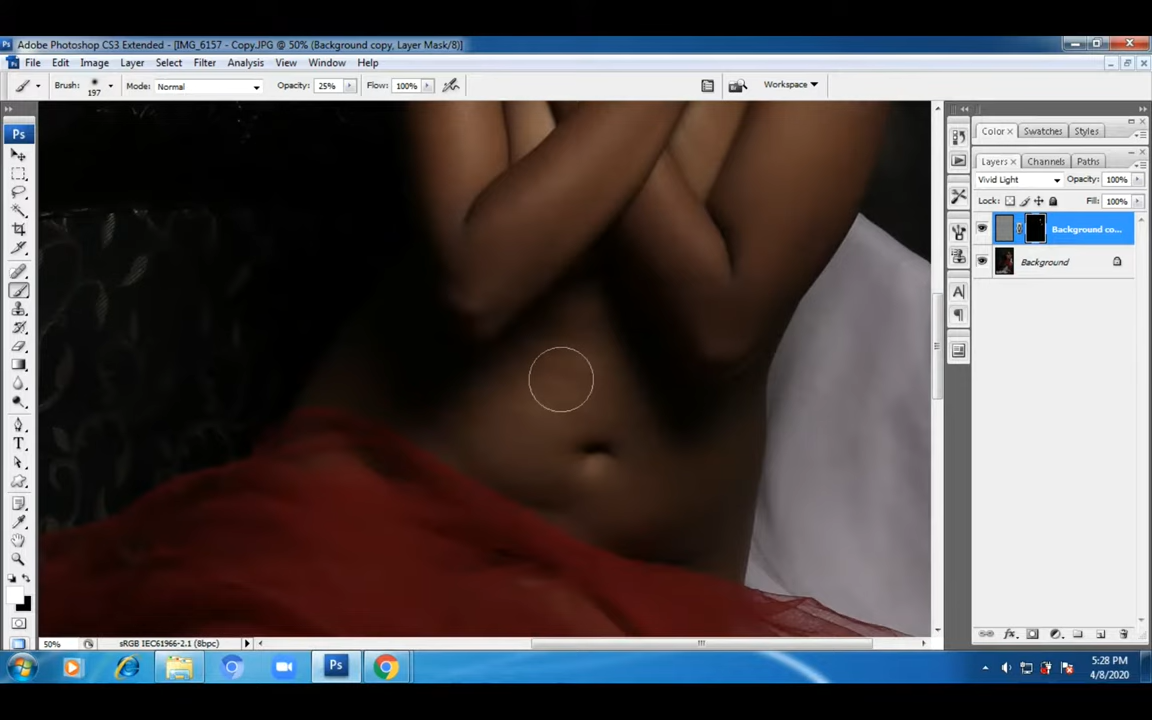 Adobe Photoshop CS3 Extended - [IMG_6157 - Copy.JPG @ 50% (Background copy, Layer Mask/8)]
File Edit Image Layer Select Filter Analysis View Window Help
Brush: 197 Mode: Normal Opacity: 25% Flow: 100% Workspace
Ps
Color × Swatches Styles
Layers × Channels Paths
Vivid Light Opacity: 100%
Lock: Fill: 100%
Background co...
Background
50% sRGB IEC61966-2.1 (8bpc)
Ps
5:28 PM
4/8/2020